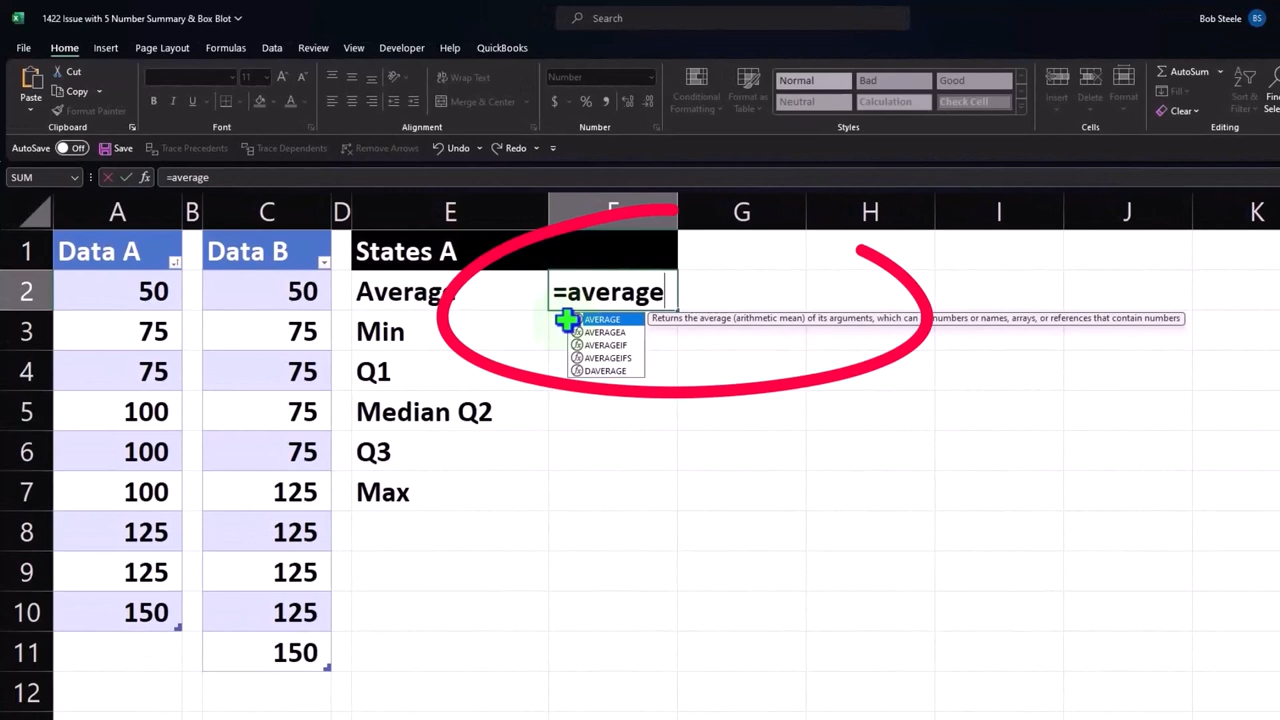 1422 Issue with 5 Number Summary & Box Blot
Search
Bob Steele
BS
File
Home
Insert
Page Layout
Formulas
Data
Review
View
Developer
Help
QuickBooks
Paste
Cut
Copy
Format Painter
Clipboard
11
B
I
U
Font
Wrap Text
Merge & Center
Alignment
Number
$
%
Number
Conditional
Formatting
Format as
Table
Normal
Bad
Good
Neutral
Calculation
Check Cell
Styles
Insert
Delete
Format
Cells
AutoSum
Fill
Clear
Sort &
Filter
Editing
AutoSave
Off
Save
Trace Precedents
Trace Dependents
Remove Arrows
Undo
Redo
SUM
fx
=average
A
B
C
D
E
G
H
I
J
K
1
Data A
Data B
States A
2
50
50
Average
=average
AVERAGE
Returns the average (arithmetic mean) of its arguments, which can numbers or names, arrays, or references that contain numbers
AVERAGEA
AVERAGEIF
AVERAGEIFS
DAVERAGE
3
75
75
Min
4
75
75
Q1
5
100
75
Median Q2
6
100
75
Q3
7
100
125
Max
8
125
125
9
125
125
10
150
125
11
150
12